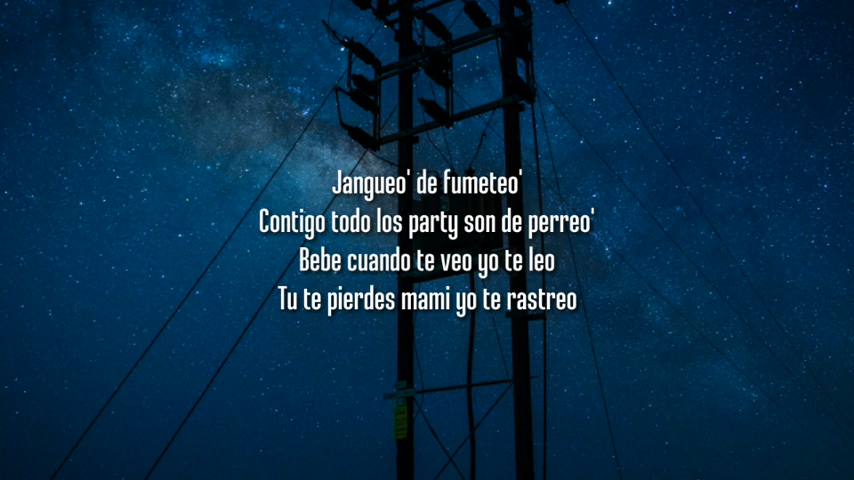 Jangueo' de fumeteo'
Contigo todo los party son de perreo'
Bebe cuando te veo yo te leo
Tu te pierdes mami yo te rastreo